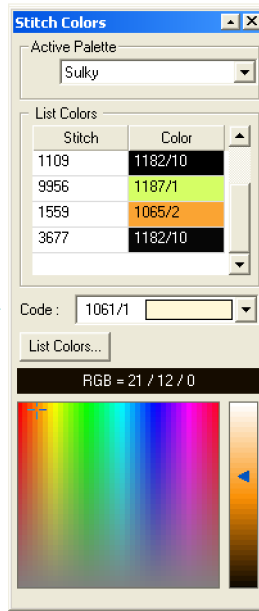 Stitch Colors
Active Palette
Sulky
List Colors
Stitch Color
1109 1182/10
9956 1187/1
1559 1065/2
3677 1182/10
Code : 1061/1
List Colors...
RGB = 21 / 12 / 0